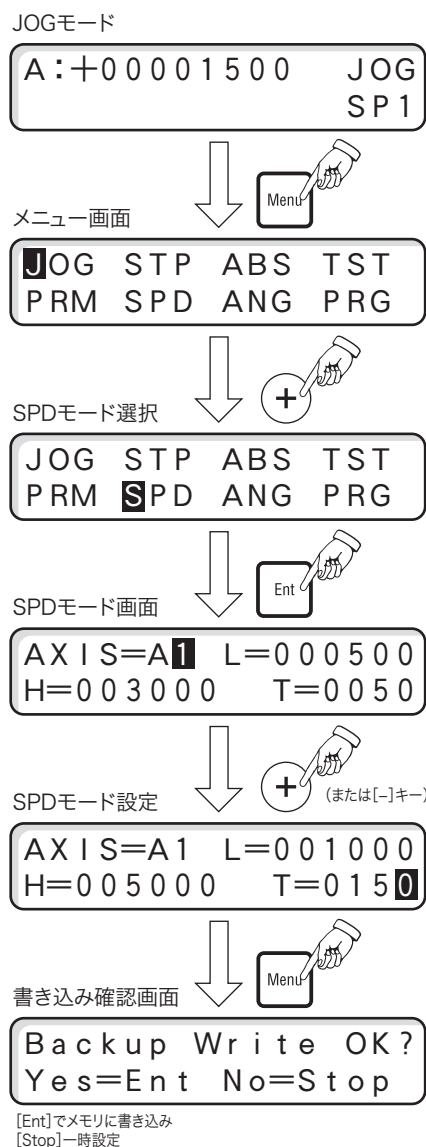 JOGモード
A:+00001500 JOG
SP1
Menu
メニュー画面
JOG STP ABS TST
PRM SPD ANG PRG
+
SPDモード選択
JOG STP ABS TST
PRM SPD ANG PRG
Ent
SPDモード画面
AXIS=A1 L=000500
H=003000 T=0050
+
(または[−]キー)
SPDモード設定
AXIS=A1 L=001000
H=005000 T=0150
Menu
書き込み確認画面
Backup Write OK?
Yes=Ent No=Stop
[Ent]でメモリに書き込み
[Stop]一時設定